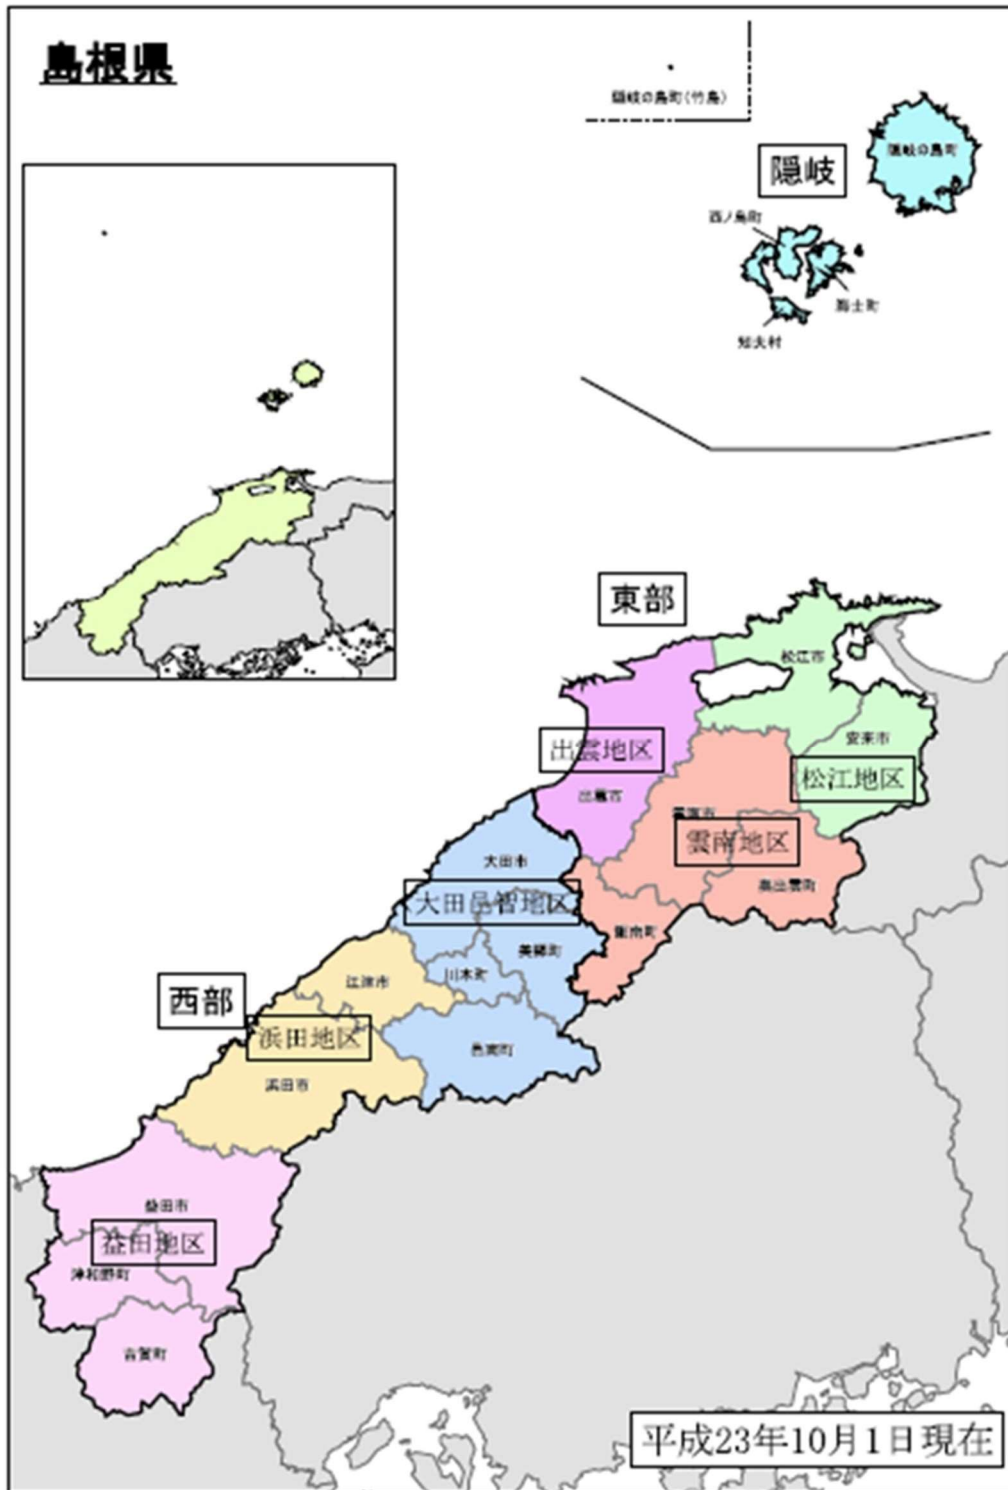 島根県
隠岐の島町(竹島)
隠岐
隠岐の島町
西ノ島町
海士町
知夫村
東部
松江市
出雲地区
安来市
松江地区
出雲市
雲南市
雲南地区
大田市
奥出雲町
大田邑智地区
飯南町
美郷町
川本町
江津市
西部
浜田地区
邑南町
浜田市
益田市
益田地区
津和野町
吉賀町
平成23年10月1日現在